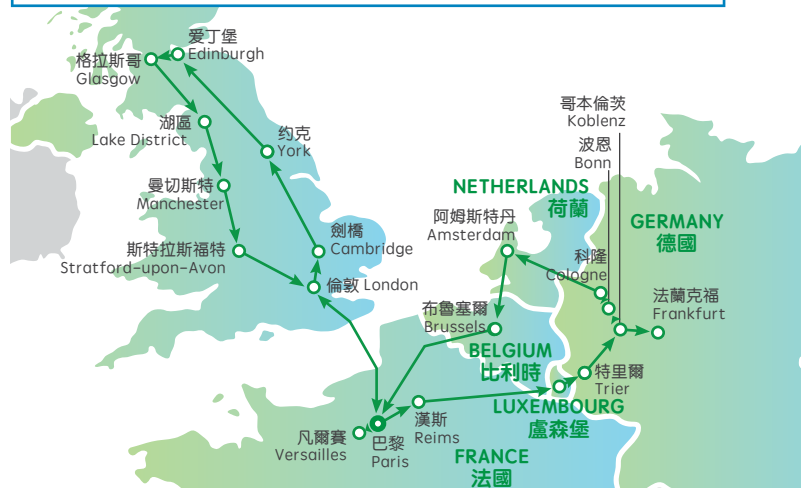 爱丁堡
Edinburgh
格拉斯哥
Glasgow
湖區
Lake District
约克
York
曼切斯特
Manchester
斯特拉斯福特
Stratford-upon-Avon
劍橋
Cambridge
倫敦 London
哥本倫茨
Koblenz
波恩
Bonn
NETHERLANDS
荷蘭
阿姆斯特丹
Amsterdam
GERMANY
德國
科隆
Cologne
法蘭克福
Frankfurt
布魯塞爾
Brussels
BELGIUM
比利時
特里爾
Trier
LUXEMBOURG
盧森堡
漢斯
Reims
凡爾賽
Versailles
巴黎
Paris
FRANCE
法國